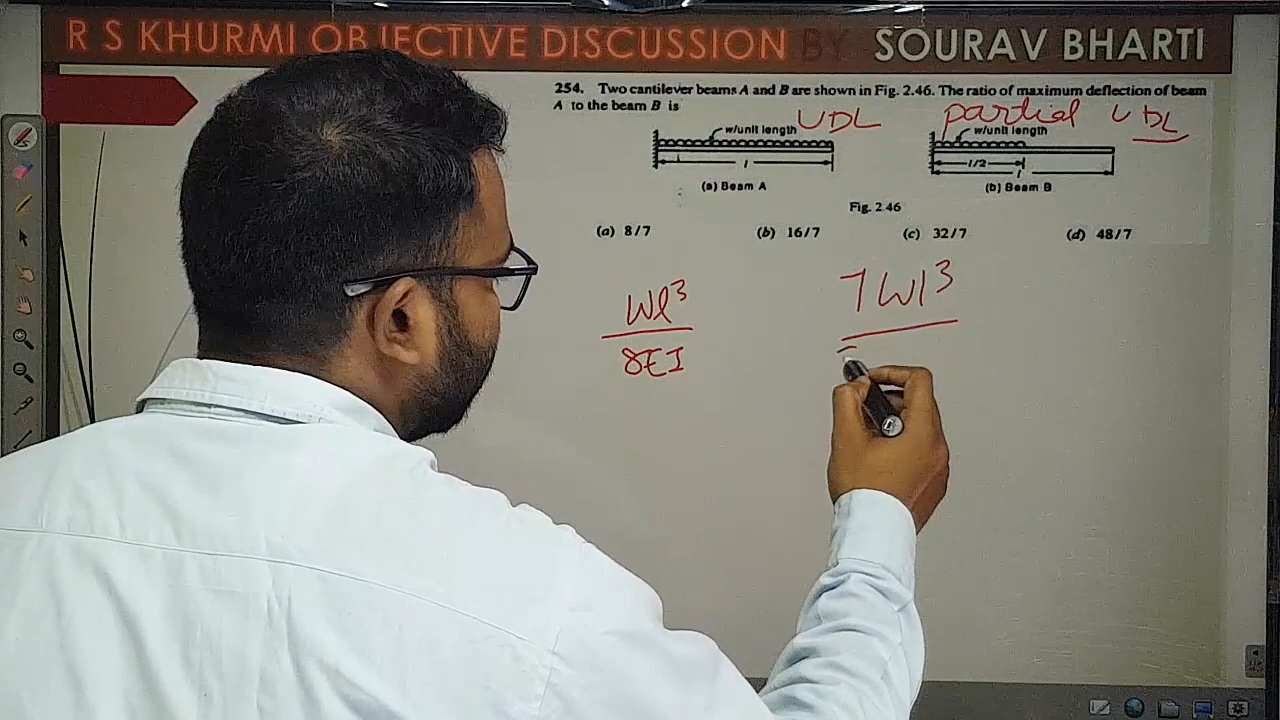 R S KHURMI OBJECTIVE DISCUSSION BY SOURAV BHARTI
254. Two cantilever beams A and B are shown in Fig. 2.46. The ratio of maximum deflection of beam
A to the beam B is
w/unit length UDL
partial UDL
w/unit length
l
l/2
l
(a) Beam A
(b) Beam B
Fig. 2.46
(a) 8/7 (b) 16/7 (c) 32/7 (d) 48/7
Wl³
8EI
7Wl³